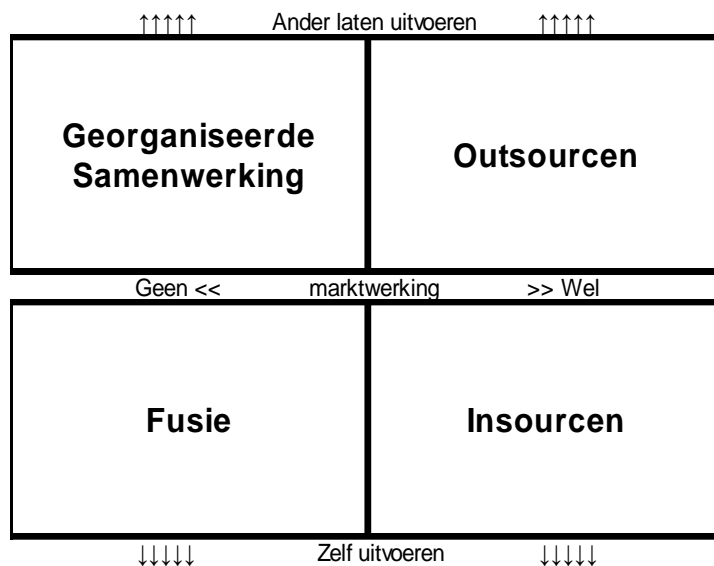 ↑↑↑↑↑ Ander laten uitvoeren ↑↑↑↑↑
Georganiseerde
Samenwerking
Outsourcen
Geen << marktwerking >> Wel
Fusie
Insourcen
↓↓↓↓↓ Zelf uitvoeren ↓↓↓↓↓